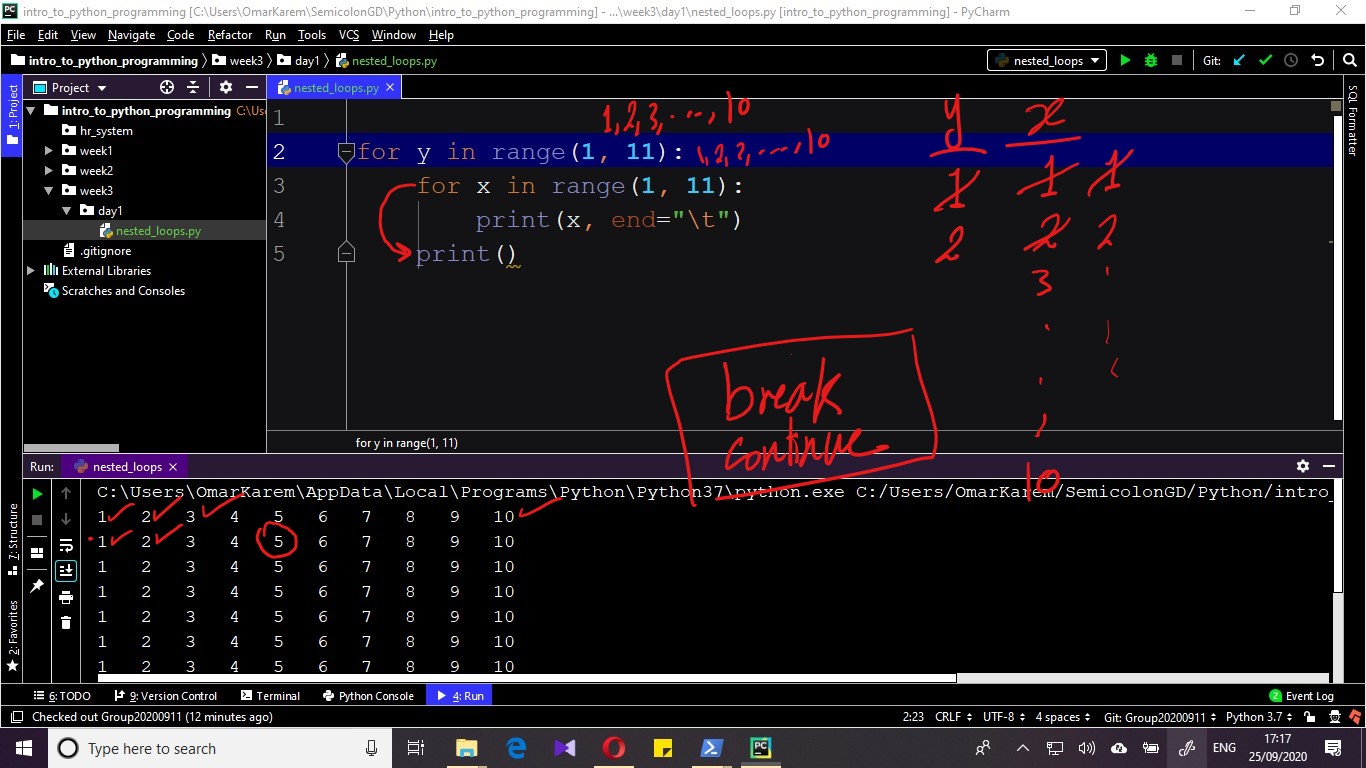 intro_to_python_programming [C:\Users\OmarKarem\SemicolonGD\Python\intro_to_python_programming] - ...\week3\day1\nested_loops.py [intro_to_python_programming] - PyCharm
File Edit View Navigate Code Refactor Run Tools VCS Window Help
intro_to_python_programming week3 day1 nested_loops.py nested_loops Git:
1: Project
Project
nested_loops.py
SQL Formatter
intro_to_python_programming C:\Use
hr_system
week1
week2
week3
day1
nested_loops.py
.gitignore
External Libraries
Scratches and Consoles
1
1,2,3,....,10
2 for y in range(1, 11): 1,2,3,....,10
3 for x in range(1, 11):
4 print(x, end="\t")
5 print()
y x
1 1 1
2 2 2
3
10
break
continue
for y in range(1, 11)
Run: nested_loops
C:\Users\OmarKarem\AppData\Local\Programs\Python\Python37\python.exe C:/Users/OmarKarem/SemicolonGD/Python/intro_
1 2 3 4 5 6 7 8 9 10
1 2 3 4 5 6 7 8 9 10
1 2 3 4 5 6 7 8 9 10
1 2 3 4 5 6 7 8 9 10
1 2 3 4 5 6 7 8 9 10
1 2 3 4 5 6 7 8 9 10
1 2 3 4 5 6 7 8 9 10
7: Structure
2: Favorites
6: TODO 9: Version Control Terminal Python Console 4: Run 2 Event Log
Checked out Group20200911 (12 minutes ago) 2:23 CRLF UTF-8 4 spaces Git: Group20200911 Python 3.7
Type here to search ENG 17:17
25/09/2020